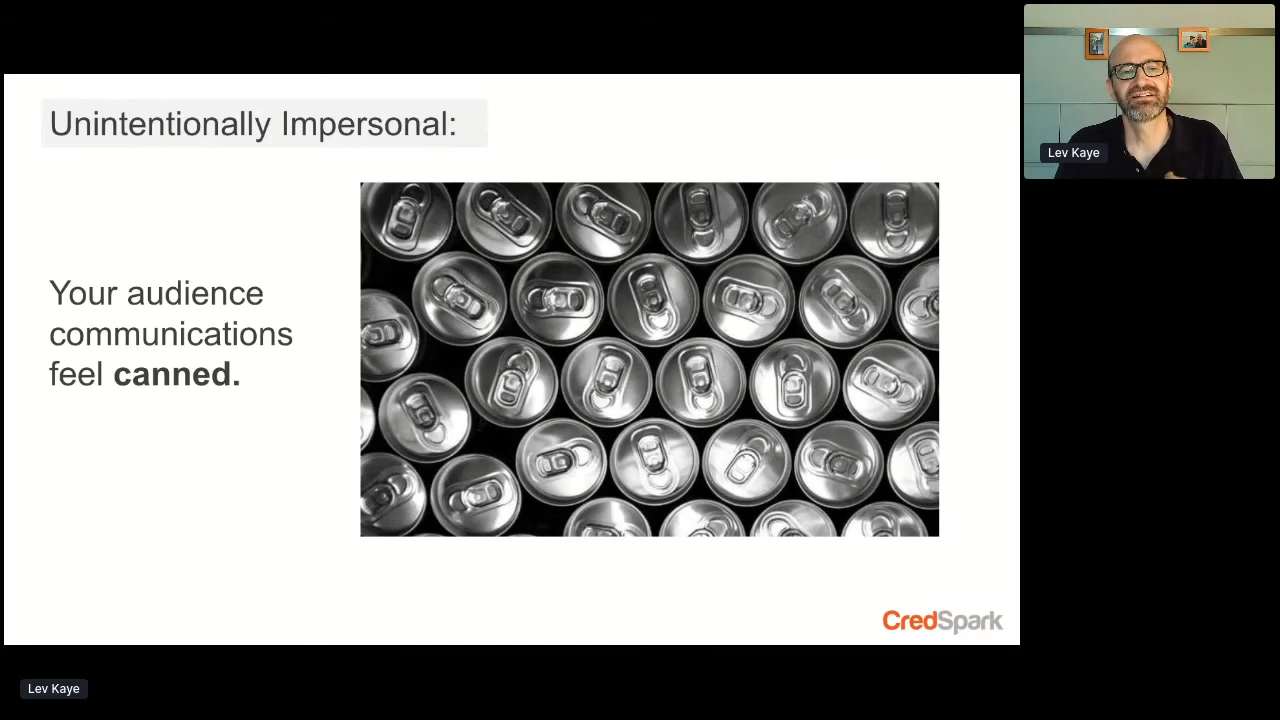 Unintentionally Impersonal:
Lev Kaye
Your audience
communications
feel canned.
CredSpark
Lev Kaye